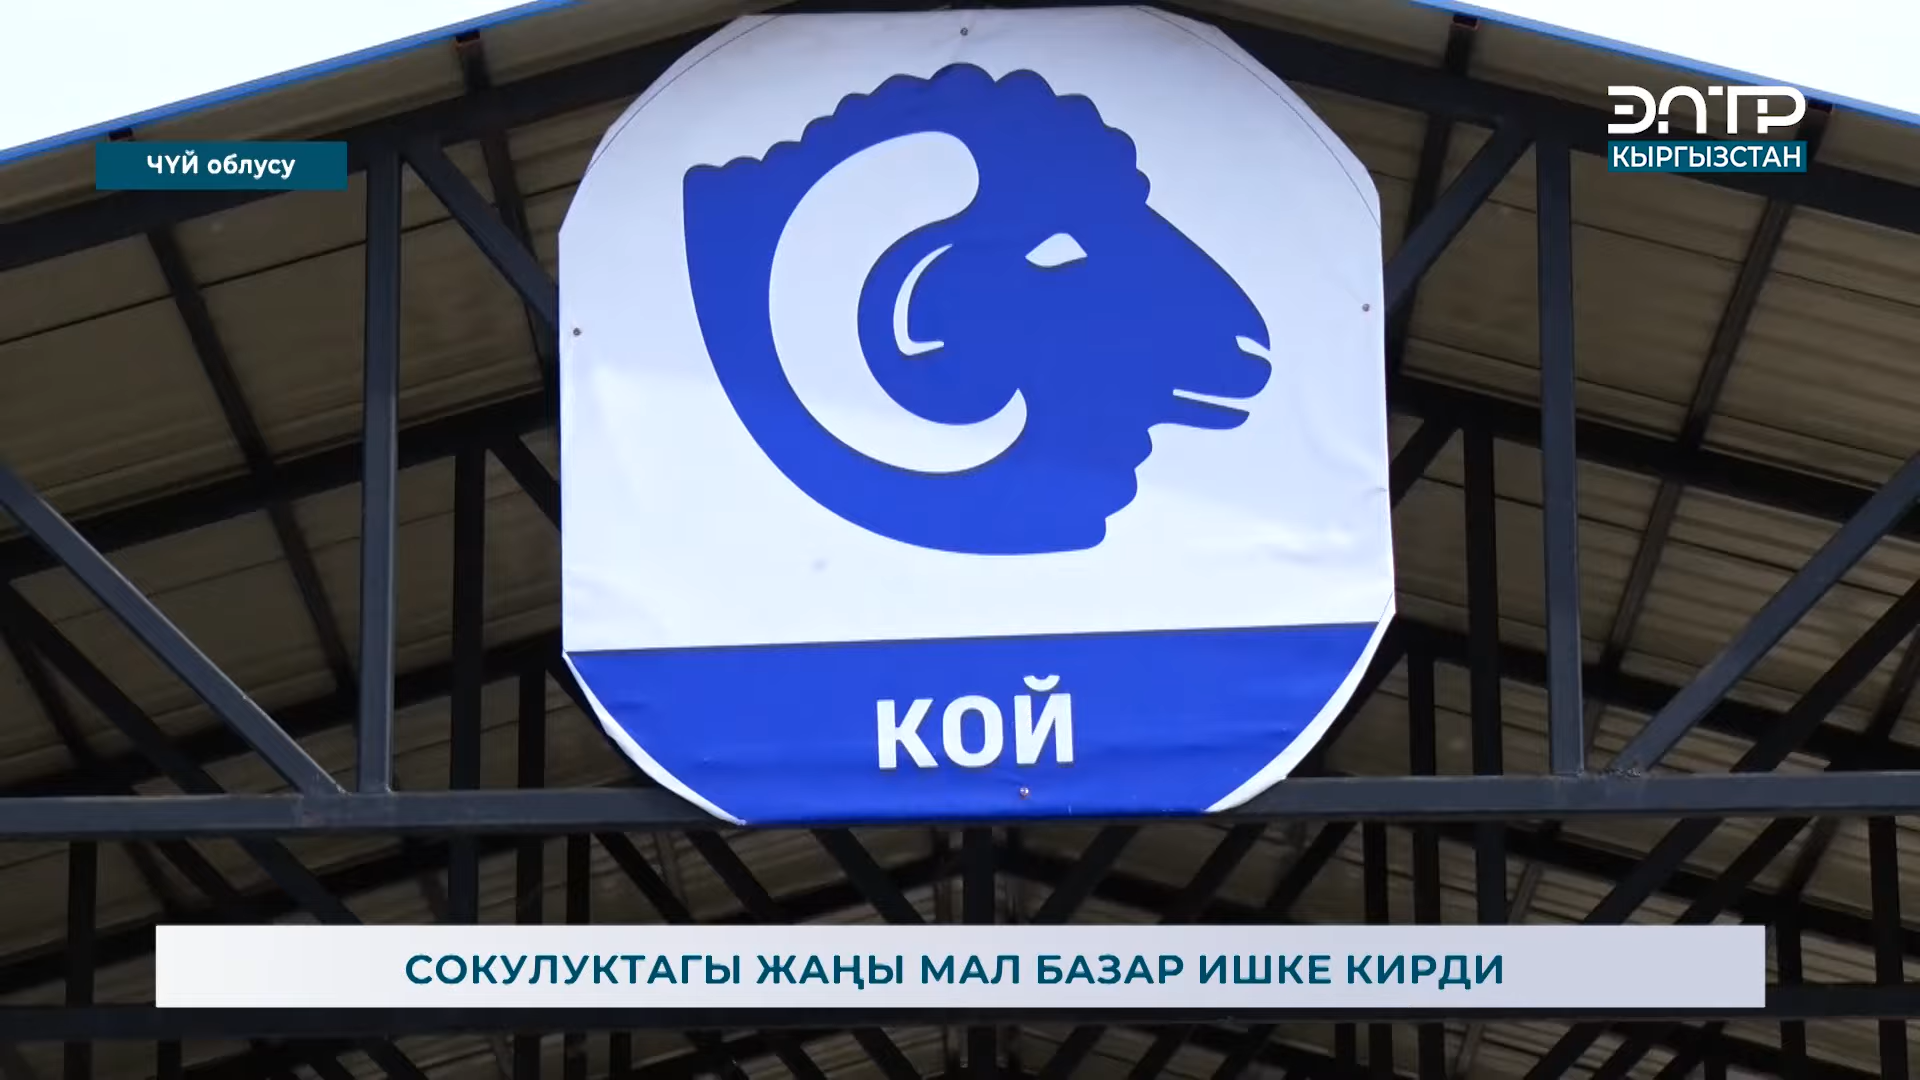 ЧҮЙ облусу
ЭЛТР
КЫРГЫЗСТАН
КОЙ
СОКУЛУКТАГЫ ЖАҢЫ МАЛ БАЗАР ИШКЕ КИРДИ